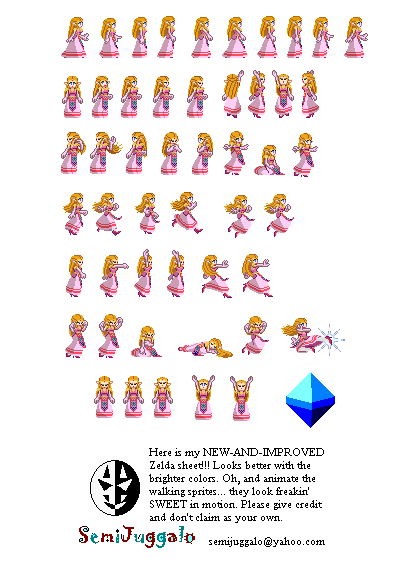 Here is my NEW-AND-IMPROVED
Zelda sheet!!! Looks better with the
brighter colors. Oh, and animate the
walking sprites... they look freakin'
SWEET in motion. Please give credit
and don't claim as your own.
SemiJuggalo
semijuggalo@yahoo.com